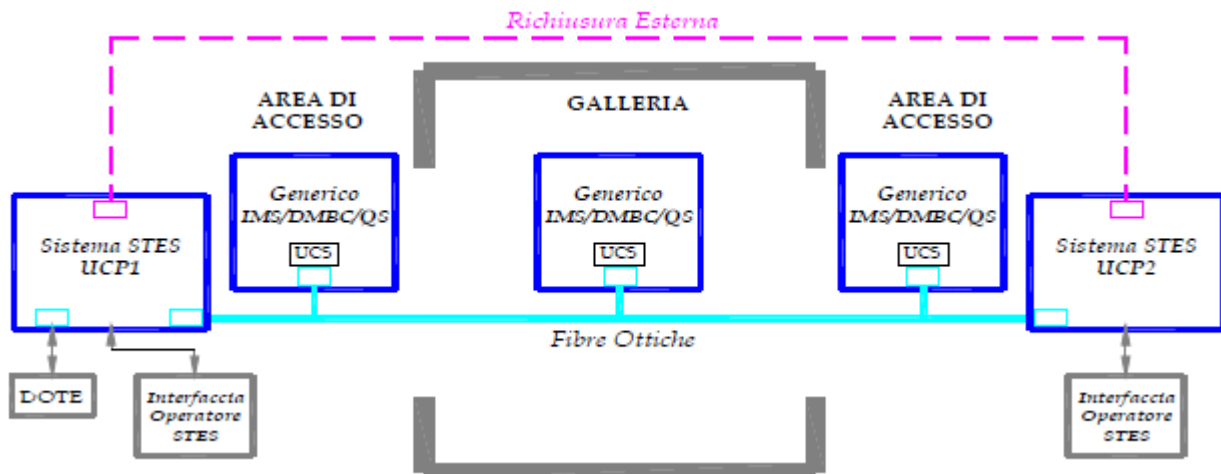 Richiusura Esterna
AREA DI
ACCESSO
GALLERIA
AREA DI
ACCESSO
Generico
IMS/DMBC/QS
UCS
Generico
IMS/DMBC/QS
UCS
Generico
IMS/DMBC/QS
UCS
Sistema STES
UCP1
Sistema STES
UCP2
Fibre Ottiche
DOTE
Interfaccia
Operatore
STES
Interfaccia
Operatore
STES